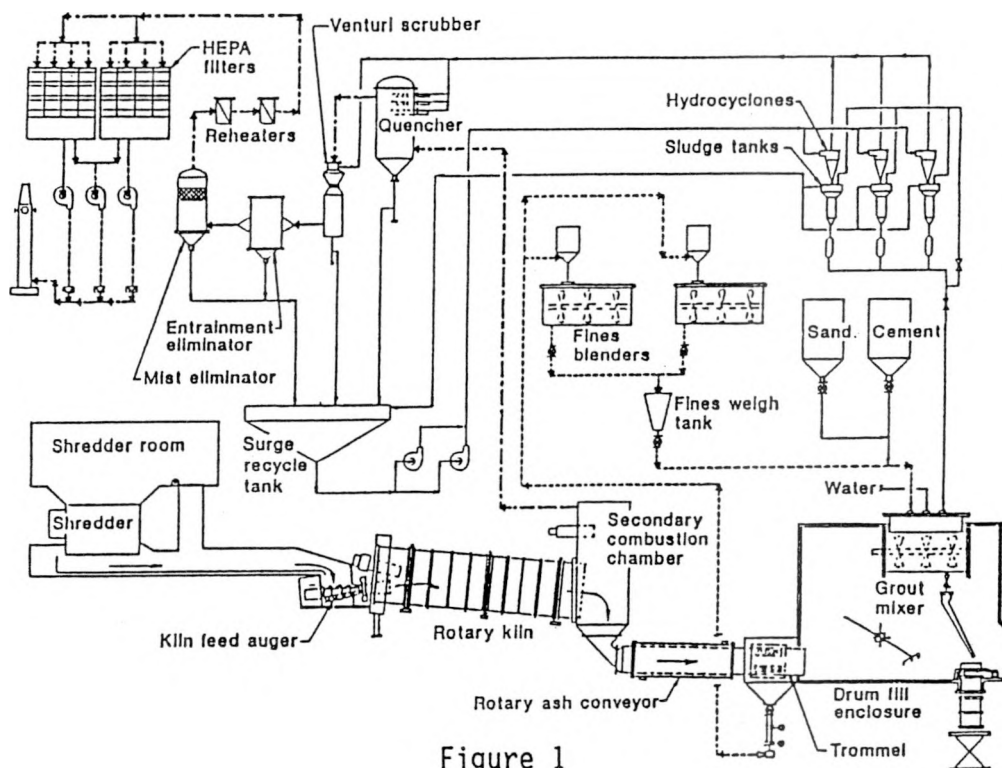 Venturi scrubber
HEPA
filters
Reheaters
Quencher
Hydrocyclones
Sludge tanks
Entrainment
eliminator
Mist eliminator
Fines
blenders
Sand.
Cement
Fines weigh
tank
Shredder room
Surge
recycle
tank
Water
Shredder
Secondary
combustion
chamber
Grout
mixer
Kiln feed auger
Rotary kiln
Rotary ash conveyor
Drum fill
enclosure
Trommel
Figure 1